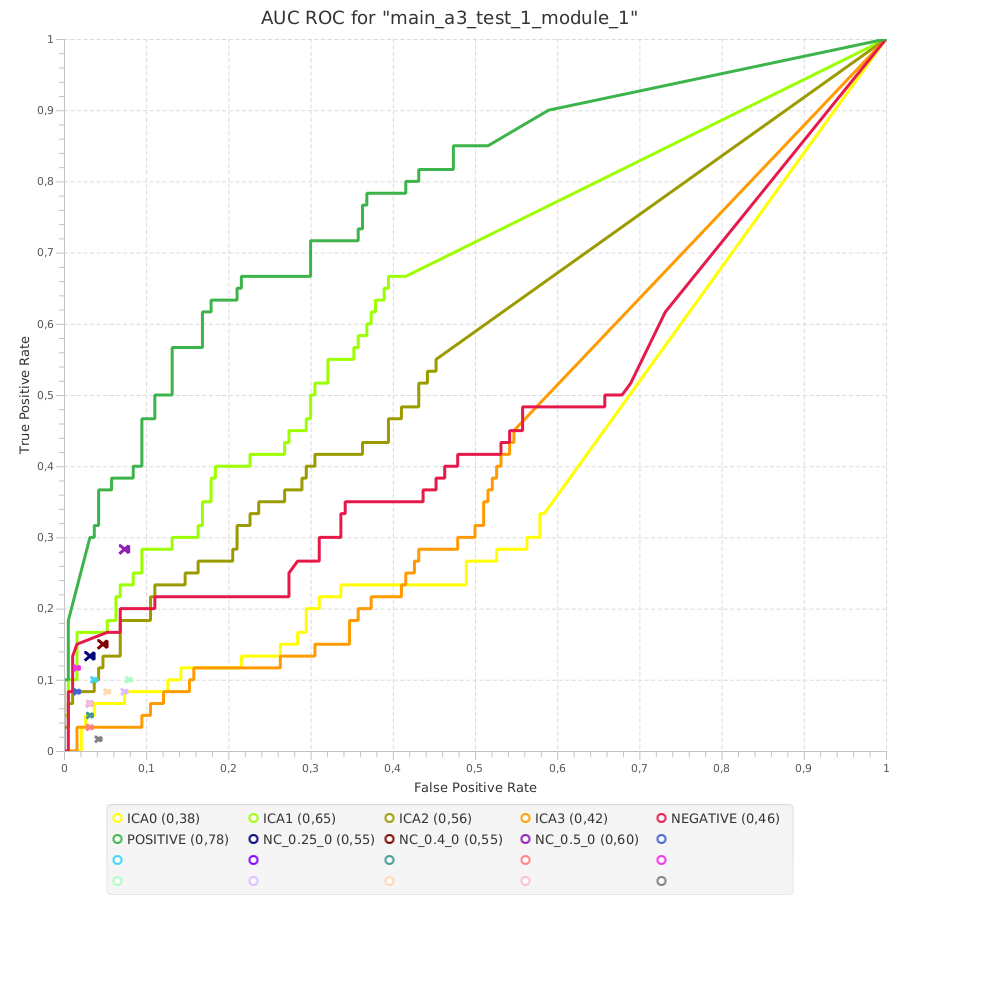 AUC ROC for "main_a3_test_1_module_1"
1
0,9
0,8
0,7
0,6
0,5
0,4
0,3
0,2
0,1
0
True Positive Rate
0 0,1 0,2 0,3 0,4 0,5 0,6 0,7 0,8 0,9 1
False Positive Rate
ICA0 (0,38) ICA1 (0,65) ICA2 (0,56) ICA3 (0,42) NEGATIVE (0,46)
POSITIVE (0,78) NC_0.25_0 (0,55) NC_0.4_0 (0,55) NC_0.5_0 (0,60)